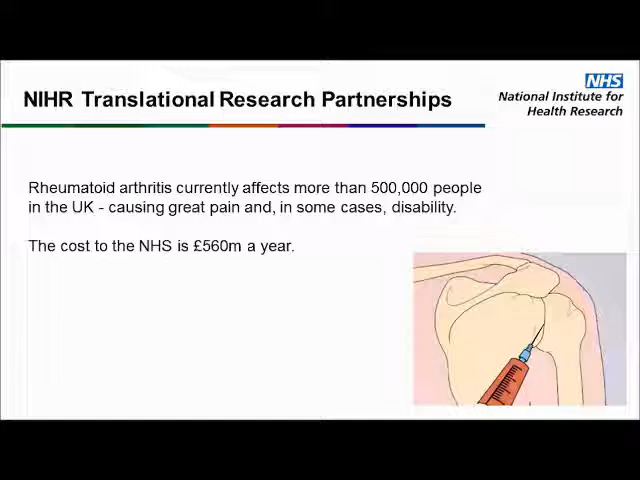 NHS
National Institute for
Health Research
NIHR Translational Research Partnerships
Rheumatoid arthritis currently affects more than 500,000 people
in the UK - causing great pain and, in some cases, disability.
The cost to the NHS is £560m a year.